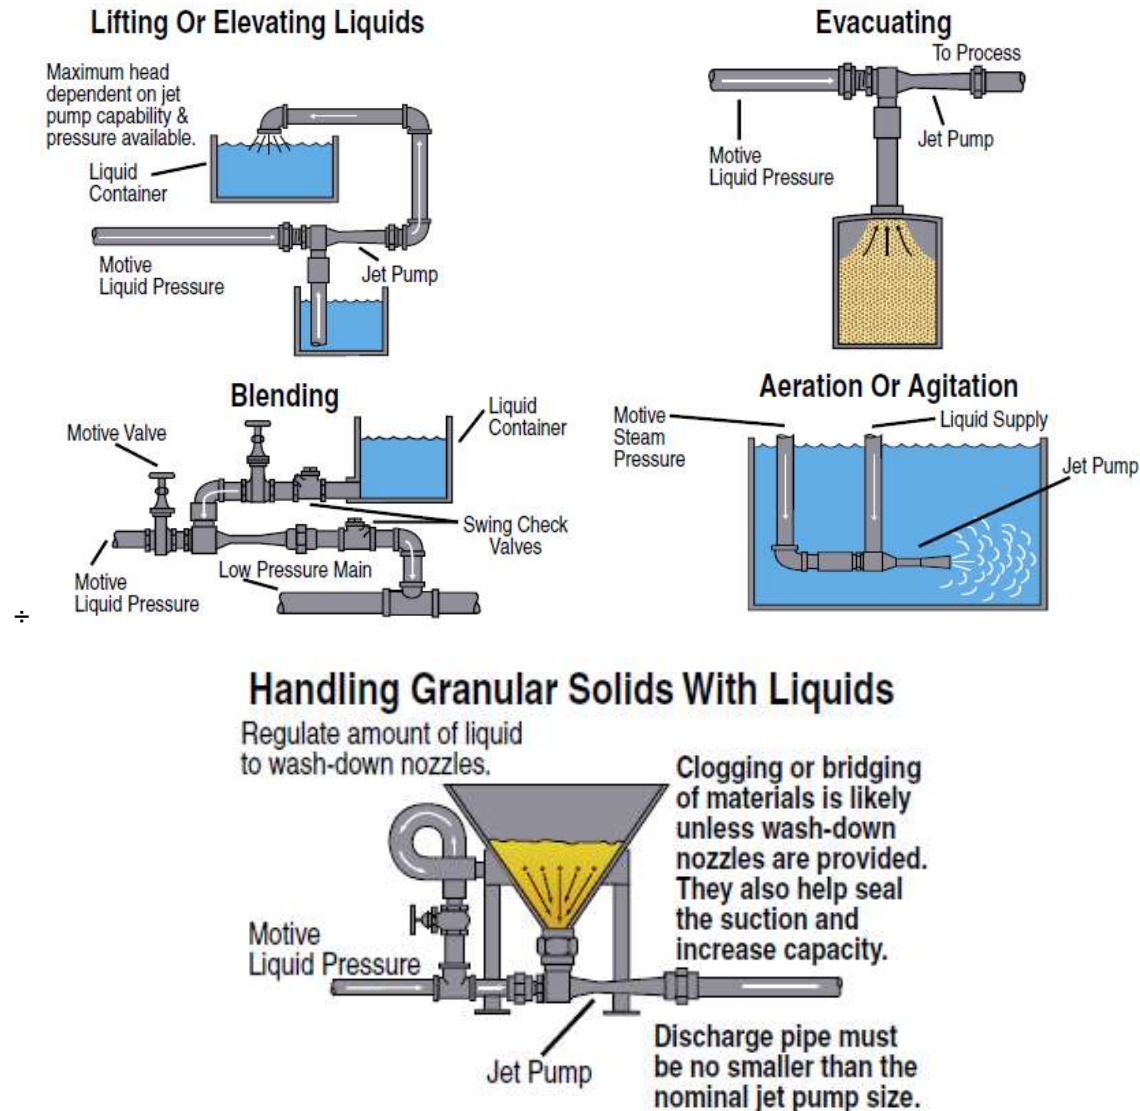 Lifting Or Elevating Liquids
Maximum head
dependent on jet
pump capability &
pressure available.
Liquid
Container
Motive
Liquid Pressure
Jet Pump
Evacuating
To Process
Motive
Liquid Pressure
Jet Pump
Blending
Motive Valve
Liquid
Container
Swing Check
Valves
Low Pressure Main
Motive
Liquid Pressure
Aeration Or Agitation
Motive
Steam
Pressure
Liquid Supply
Jet Pump
÷
Handling Granular Solids With Liquids
Regulate amount of liquid
to wash-down nozzles.
Clogging or bridging
of materials is likely
unless wash-down
nozzles are provided.
They also help seal
the suction and
increase capacity.
Motive
Liquid Pressure
Jet Pump
Discharge pipe must
be no smaller than the
nominal jet pump size.